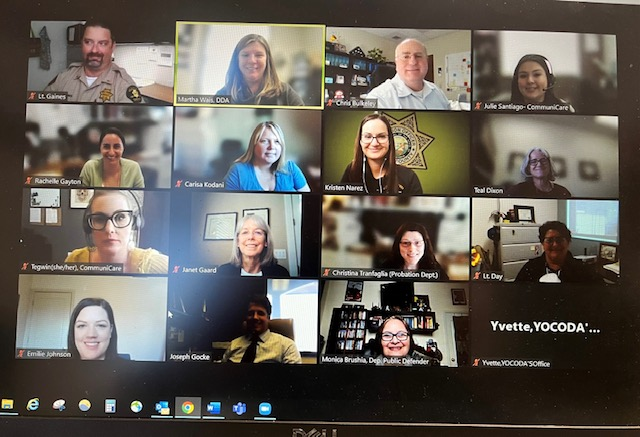 Lt. Gaines
Martha Wais, DDA
Chris Bulkeley
Julie Santiago- CommuniCare
Rachelle Gayton
Carisa Kodani
Kristen Narez
Teal Dixon
Tegwin(she/her), CommuniCare
Janet Gaard
Christina Tranfaglia (Probation Dept.)
Lt. Day
Emilie Johnson
Joseph Gocke
Monica Brushia, Dep. Public Defender
Yvette,YOCODA'...
Yvette,YOCODA'SOffice
DELL